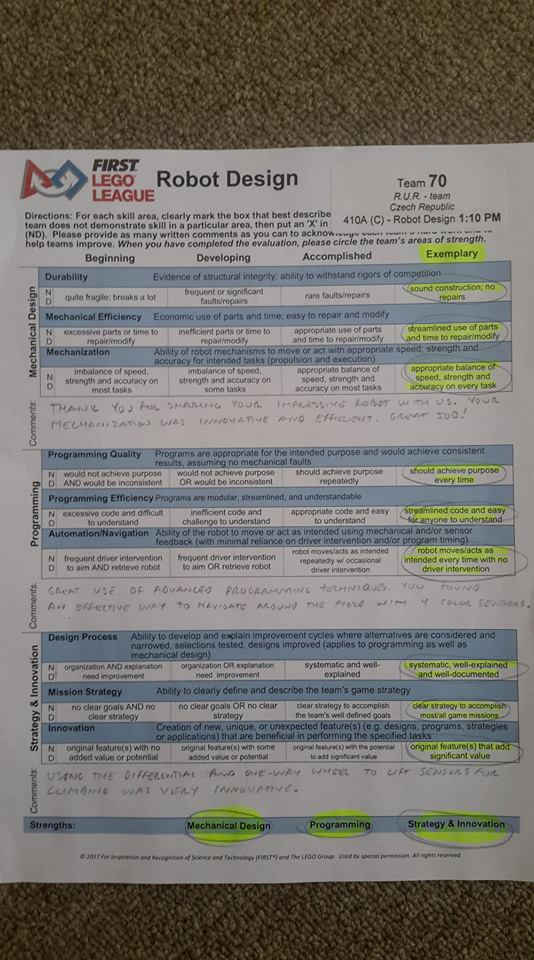 FIRST
LEGO
LEAGUE
Robot Design
Team 70
R.U.R. - team
Czech Republic
410A (C) - Robot Design 1:10 PM
Directions: For each skill area, clearly mark the box that best describe
team does not demonstrate skill in a particular area, then put an 'X' in
(ND). Please provide as many written comments as you can to acknow
help teams improve. When you have completed the evaluation, please circle the team's areas of strength.
Beginning Developing Accomplished Exemplary
Mechanical Design
Durability Evidence of structural integrity; ability to withstand rigors of competition
N D quite fragile; breaks a lot
frequent or significant faults/repairs
rare faults/repairs
sound construction; no repairs
Mechanical Efficiency Economic use of parts and time; easy to repair and modify
N D excessive parts or time to repair/modify
inefficient parts or time to repair/modify
appropriate use of parts and time to repair/modify
streamlined use of parts and time to repair/modify
Mechanization Ability of robot mechanisms to move or act with appropriate speed, strength and accuracy for intended tasks (propulsion and execution)
N D imbalance of speed, strength and accuracy on most tasks
imbalance of speed, strength and accuracy on some tasks
appropriate balance of speed, strength and accuracy on most tasks
appropriate balance of speed, strength and accuracy on every task
Comments:
THANK YOU FOR SHARING YOUR IMPRESSIVE ROBOT WITH US. YOUR
MECHANIZATION WAS INNOVATIVE AND EFFICIENT. GREAT JOB!
Programming
Programming Quality Programs are appropriate for the intended purpose and would achieve consistent results, assuming no mechanical faults
N D would not achieve purpose AND would be inconsistent
would not achieve purpose OR would be inconsistent
should achieve purpose repeatedly
should achieve purpose every time
Programming Efficiency Programs are modular, streamlined, and understandable
N D excessive code and difficult to understand
inefficient code and challenge to understand
appropriate code and easy to understand
streamlined code and easy for anyone to understand
Automation/Navigation Ability of the robot to move or act as intended using mechanical and/or sensor feedback (with minimal reliance on driver intervention and/or program timing)
N D frequent driver intervention to aim AND retrieve robot
frequent driver intervention to aim OR retrieve robot
robot moves/acts as intended repeatedly w/ occasional driver intervention
robot moves/acts as intended every time with no driver intervention
Comments:
GREAT USE OF ADVANCED PROGRAMMING TECHNIQUES. YOU FOUND
AN EFFECTIVE WAY TO NAVIGATE AROUND THE FIELD WITH 4 COLOR SENSORS.
Strategy & Innovation
Design Process Ability to develop and explain improvement cycles where alternatives are considered and narrowed, selections tested, designs improved (applies to programming as well as mechanical design)
N D organization AND explanation need improvement
organization OR explanation need improvement
systematic and well-explained
systematic, well-explained and well-documented
Mission Strategy Ability to clearly define and describe the team's game strategy
N D no clear goals AND no clear strategy
no clear goals OR no clear strategy
clear strategy to accomplish the team's well defined goals
clear strategy to accomplish most/all game missions
Innovation Creation of new, unique, or unexpected feature(s) (e.g. designs, programs, strategies or applications) that are beneficial in performing the specified tasks
N D original feature(s) with no added value or potential
original feature(s) with some added value or potential
original feature(s) with the potential to add significant value
original feature(s) that add significant value
Comments:
USING THE DIFFERENTIAL AND ONE-WAY WHEEL TO LIFT SENSORS FOR
CLIMBING WAS VERY INNOVATIVE.
Strengths: Mechanical Design Programming Strategy & Innovation
© 2017 For Inspiration and Recognition of Science and Technology (FIRST®) and The LEGO Group. Used by special permission. All rights reserved.